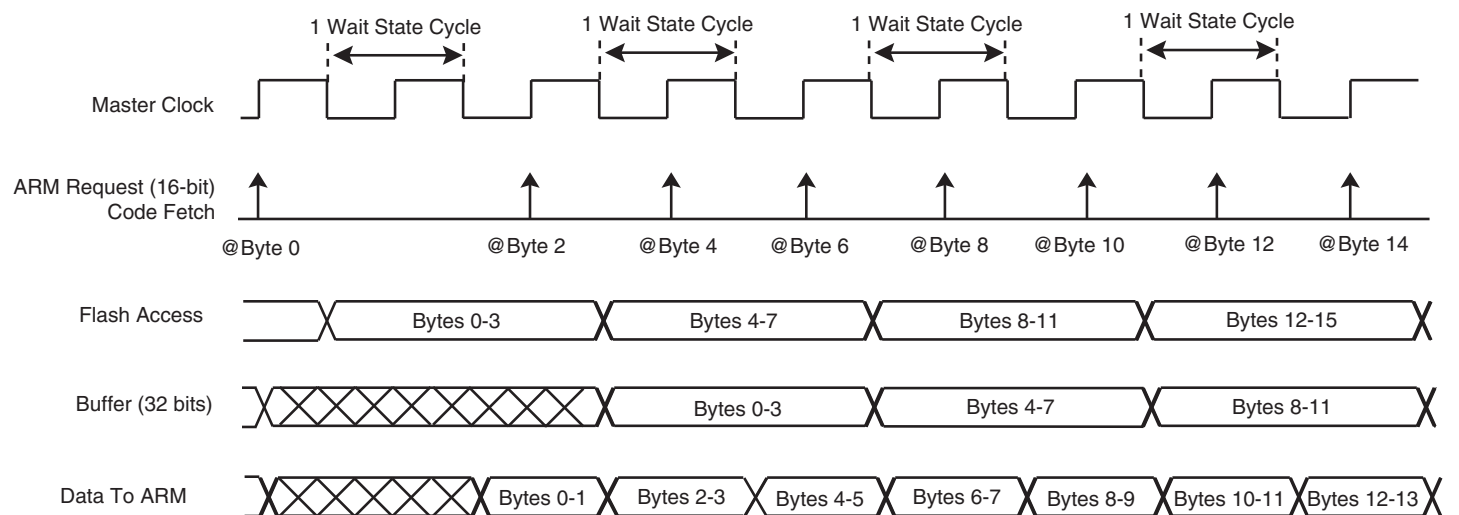 1 Wait State Cycle 1 Wait State Cycle 1 Wait State Cycle 1 Wait State Cycle
Master Clock
ARM Request (16-bit)
Code Fetch
@Byte 0 @Byte 2 @Byte 4 @Byte 6 @Byte 8 @Byte 10 @Byte 12 @Byte 14
Flash Access Bytes 0-3 Bytes 4-7 Bytes 8-11 Bytes 12-15
Buffer (32 bits) Bytes 0-3 Bytes 4-7 Bytes 8-11
Data To ARM Bytes 0-1 Bytes 2-3 Bytes 4-5 Bytes 6-7 Bytes 8-9 Bytes 10-11 Bytes 12-13